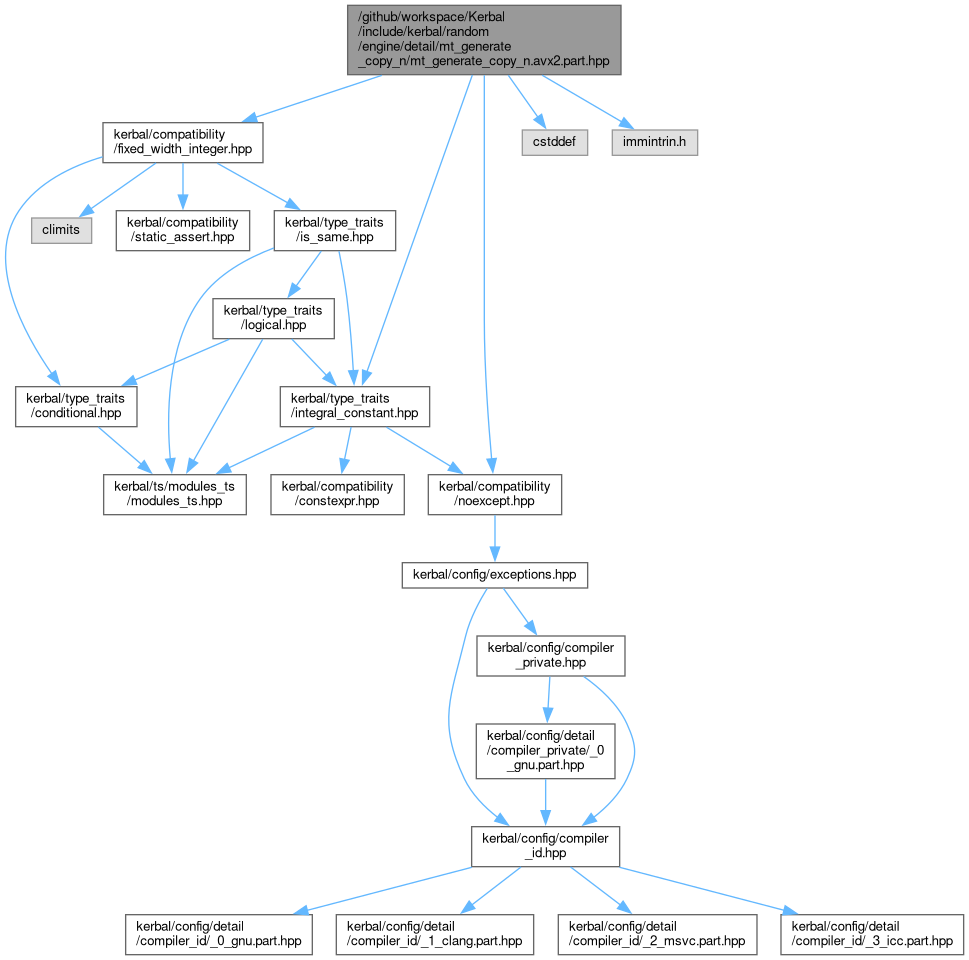 /github/workspace/Kerbal
/include/kerbal/random
/engine/detail/mt_generate
_copy_n/mt_generate_copy_n.avx2.part.hpp
kerbal/compatibility
/fixed_width_integer.hpp
cstddef
immintrin.h
climits
kerbal/compatibility
/static_assert.hpp
kerbal/type_traits
/is_same.hpp
kerbal/type_traits
/logical.hpp
kerbal/type_traits
/conditional.hpp
kerbal/type_traits
/integral_constant.hpp
kerbal/ts/modules_ts
/modules_ts.hpp
kerbal/compatibility
/constexpr.hpp
kerbal/compatibility
/noexcept.hpp
kerbal/config/exceptions.hpp
kerbal/config/compiler
_private.hpp
kerbal/config/detail
/compiler_private/_0
_gnu.part.hpp
kerbal/config/compiler
_id.hpp
kerbal/config/detail
/compiler_id/_0_gnu.part.hpp
kerbal/config/detail
/compiler_id/_1_clang.part.hpp
kerbal/config/detail
/compiler_id/_2_msvc.part.hpp
kerbal/config/detail
/compiler_id/_3_icc.part.hpp